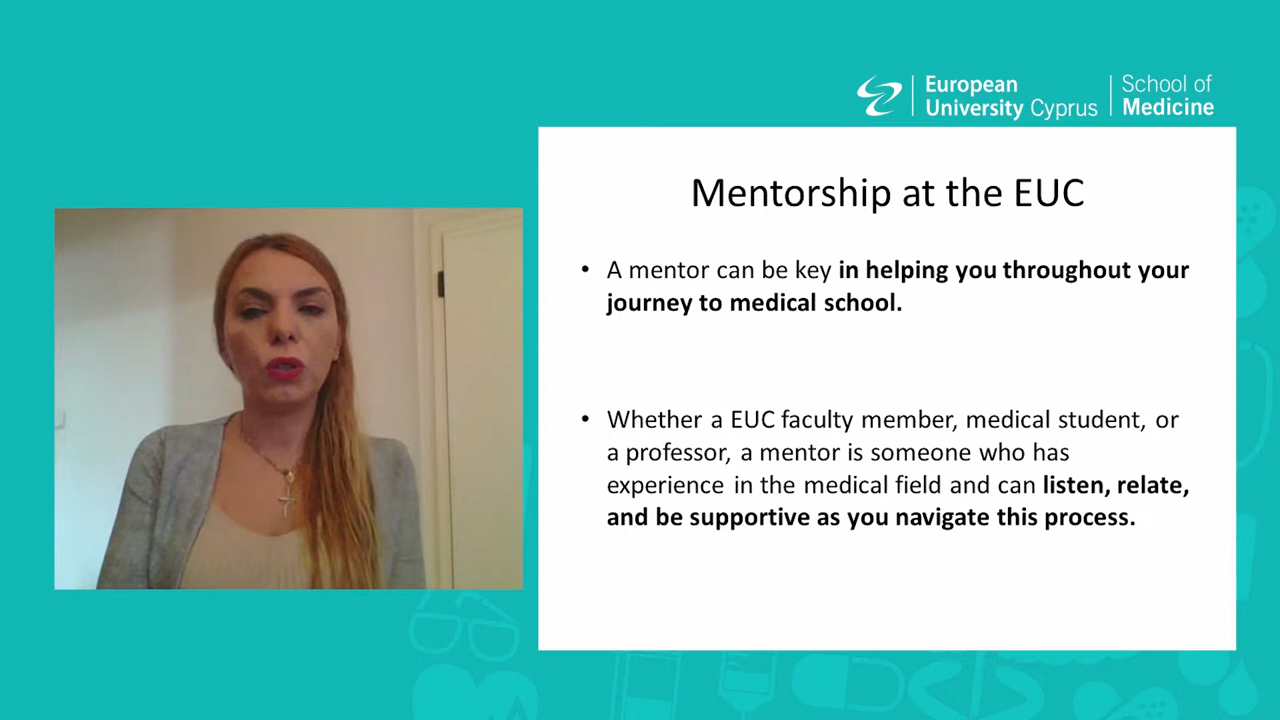 European
University Cyprus
School of
Medicine
Mentorship at the EUC
• A mentor can be key in helping you throughout your
journey to medical school.
• Whether a EUC faculty member, medical student, or
a professor, a mentor is someone who has
experience in the medical field and can listen, relate,
and be supportive as you navigate this process.